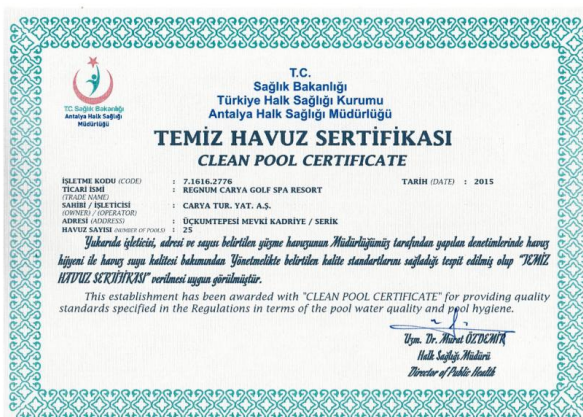 T.C. Sağlık Bakanlığı
Antalya Halk Sağlığı
Müdürlüğü
T.C.
Sağlık Bakanlığı
Türkiye Halk Sağlığı Kurumu
Antalya Halk Sağlığı Müdürlüğü
TEMİZ HAVUZ SERTİFİKASI
CLEAN POOL CERTIFICATE
İŞLETME KODU (CODE) : 7.1616.2776 TARİH (DATE) : 2015
TİCARİ İSMİ : REGNUM CARYA GOLF SPA RESORT
(TRADE NAME)
SAHİBİ / İŞLETİCİSİ : CARYA TUR. YAT. A.Ş.
(OWNER) / (OPERATOR)
ADRESİ (ADDRESS) : ÜÇKUMTEPESİ MEVKİ KADRİYE / SERİK
HAVUZ SAYISI (NUMBER OF POOLS) : 25
Yukarıda işleticisi, adresi ve sayısı belirtilen yüzme havuzunun Müdürlüğümüz tarafından yapılan denetimlerinde havuz
hijyeni ile havuz suyu kalitesi bakımından Yönetmelikte belirtilen kalite standartlarını sağladığı tespit edilmiş olup "TEMİZ
HAVUZ SERTİFİKASI" verilmesi uygun görülmüştür.
This establishment has been awarded with "CLEAN POOL CERTIFICATE" for providing quality
standards specified in the Regulations in terms of the pool water quality and pool hygiene.
Uzm. Dr. Murat ÖZDEMİR
Halk Sağlığı Müdürü
Director of Public Health